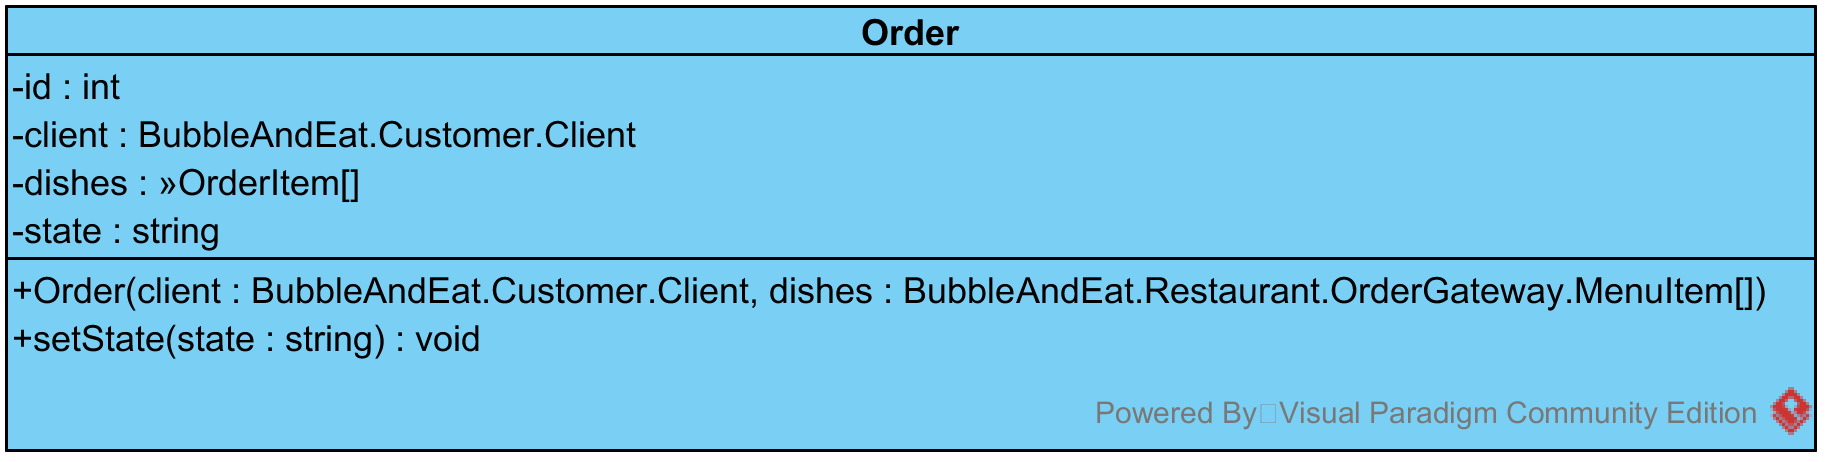 Order
-id : int
-client : BubbleAndEat.Customer.Client
-dishes : »OrderItem[]
-state : string
+Order(client : BubbleAndEat.Customer.Client, dishes : BubbleAndEat.Restaurant.OrderGateway.MenuItem[])
+setState(state : string) : void
Powered By Visual Paradigm Community Edition